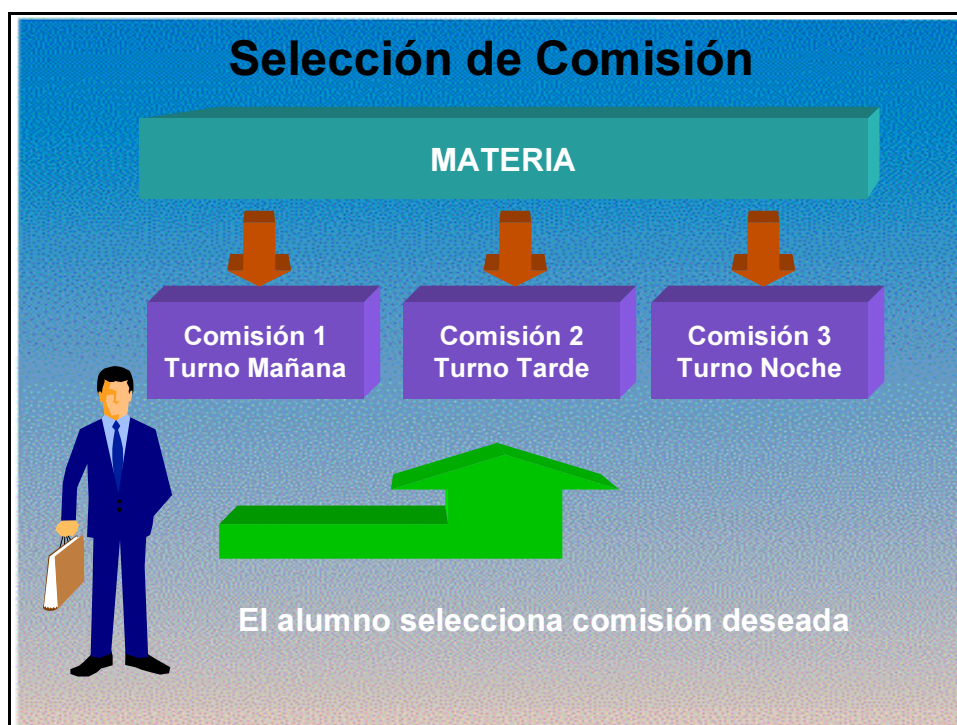 Selección de Comisión
MATERIA
Comisión 1
Turno Mañana
Comisión 2
Turno Tarde
Comisión 3
Turno Noche
El alumno selecciona comisión deseada